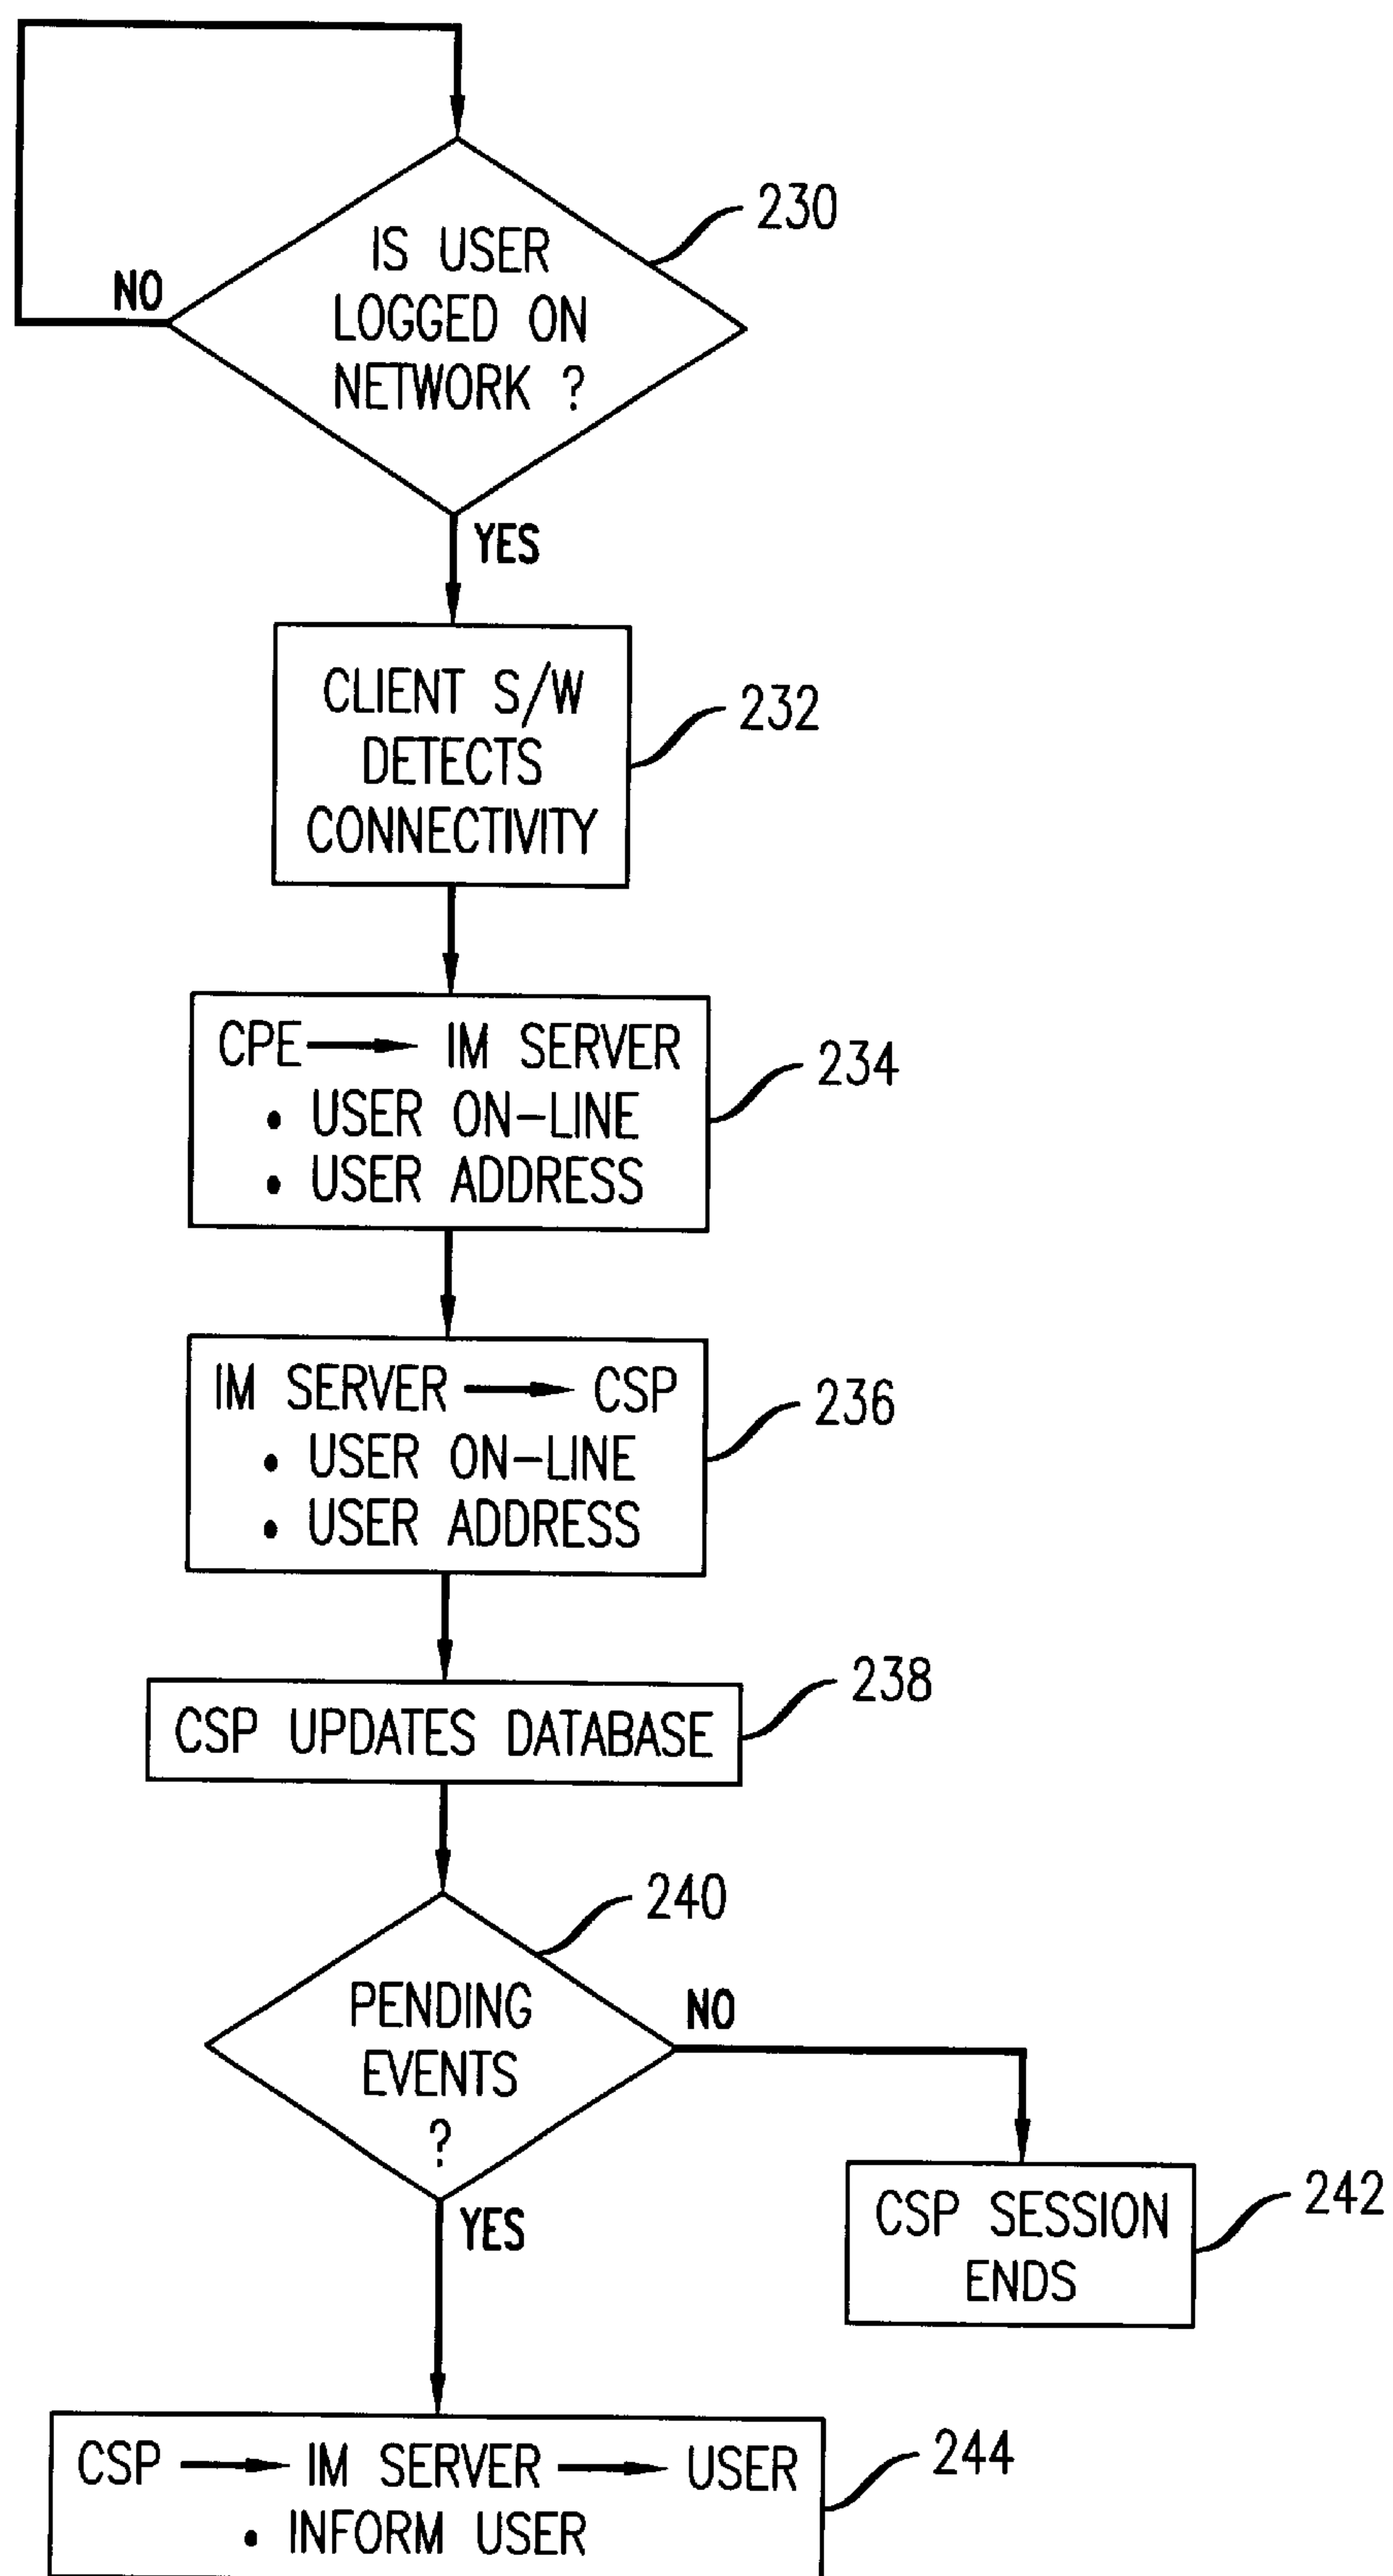 230
IS USER
LOGGED ON
NETWORK ?
NO
YES
CLIENT S/W
DETECTS
CONNECTIVITY
232
CPE → IM SERVER
• USER ON-LINE
• USER ADDRESS
234
IM SERVER → CSP
• USER ON-LINE
• USER ADDRESS
236
CSP UPDATES DATABASE
238
240
PENDING
EVENTS
?
NO
YES
CSP SESSION
ENDS
242
CSP → IM SERVER → USER
• INFORM USER
244